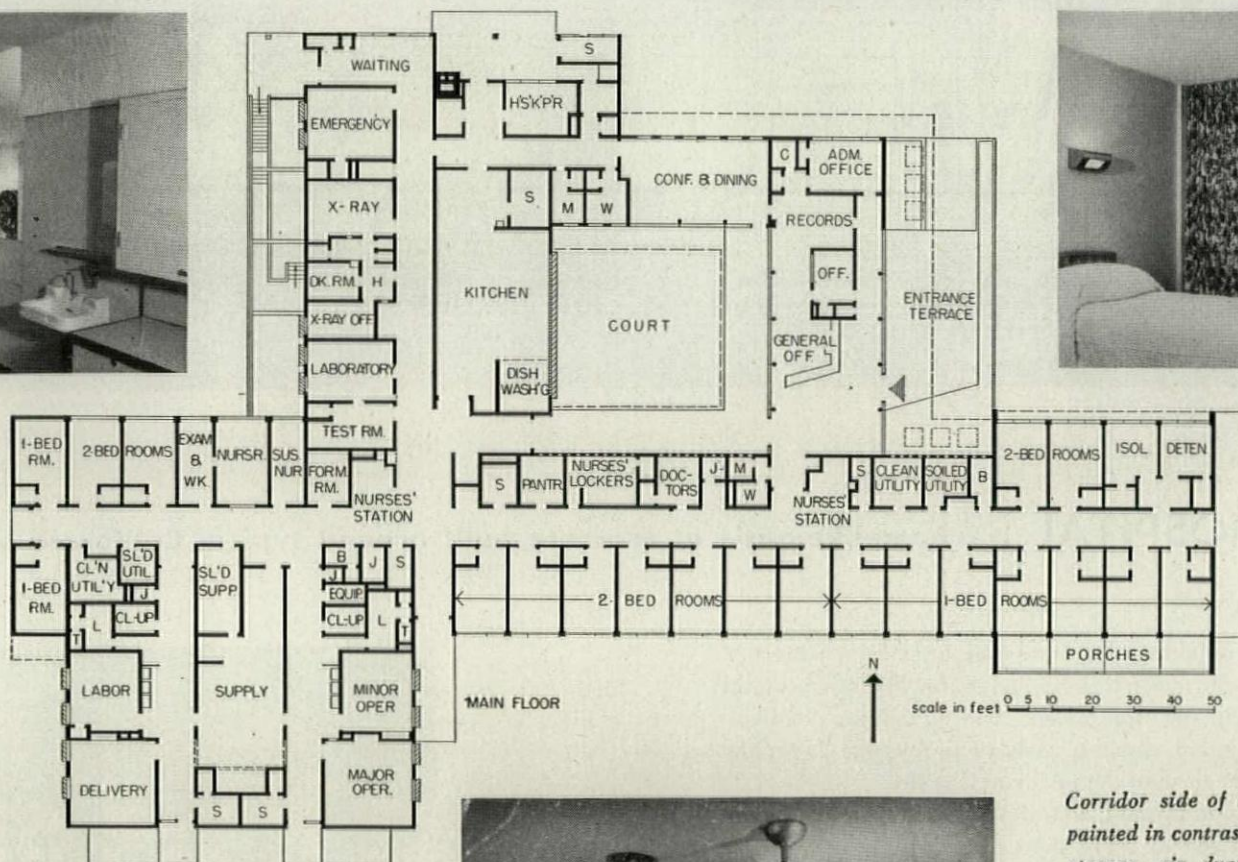 WAITING
S
EMERGENCY
H'S'K'P'R
X-RAY
S
M
W
CONF. & DINING
C
ADM.
OFFICE
RECORDS
DK. RM.
H
KITCHEN
COURT
OFF.
ENTRANCE
TERRACE
X-RAY OFF
GENERAL
OFF.
LABORATORY
DISH
WASH'G
TEST RM.
1-BED
RM.
2-BED
ROOMS
EXAM
&
WK.
NURSR.
SUS.
NUR
FORM.
RM.
NURSES'
STATION
S
PANTR
NURSES'
LOCKERS
DOC-
TORS
J-
M
W
NURSES'
STATION
S
CLEAN
UTILITY
SOILED
UTILITY
B
2-BED
ROOMS
ISOL.
DETEN
1-BED
RM.
CL'N
UTIL'Y
SL'D
UTIL
J
CL-UP
L
T
SL'D
SUPP
B
J
J
S
EQUIP.
CL-UP
L
T
2-BED ROOMS
1-BED ROOMS
PORCHES
LABOR
SUPPLY
MINOR
OPER
MAIN FLOOR
N
scale in feet 0 5 10 20 30 40 50
DELIVERY
S
S
MAJOR
OPER.
Corridor side of
painted in contras